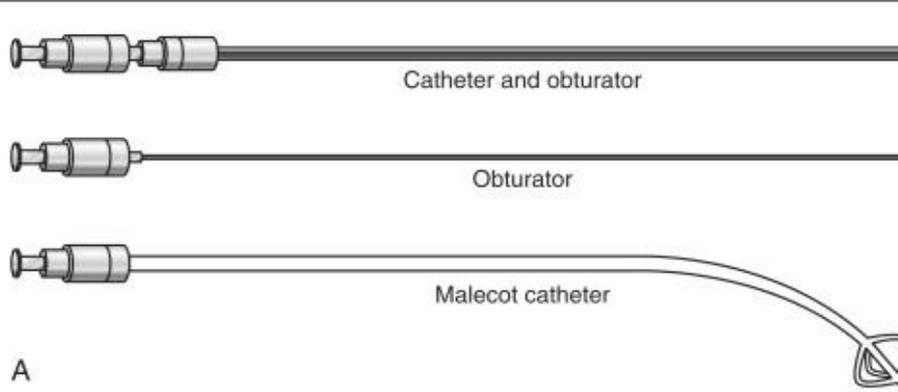 Catheter and obturator
Obturator
Malecot catheter
A